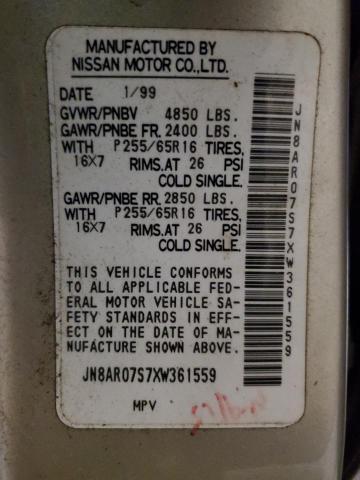 MANUFACTURED BY
NISSAN MOTOR CO.,LTD.
DATE 1/99
GVWR/PNBV 4850 LBS.
GAWR/PNBE FR. 2400 LBS.
WITH P255/65R16 TIRES,
16X7 RIMS.AT 26 PSI
COLD SINGLE.
GAWR/PNBE RR. 2850 LBS.
WITH P255/65R16 TIRES,
16X7 RIMS.AT 26 PSI
COLD SINGLE.
THIS VEHICLE CONFORMS
TO ALL APPLICABLE FED-
ERAL MOTOR VEHICLE SA-
FETY STANDARDS IN EFF-
ECT ON THE DATE OF MA-
NUFACTURE SHOWN ABOVE.
JN8AR07S7XW361559
MPV
JN8AR07S7XW361559